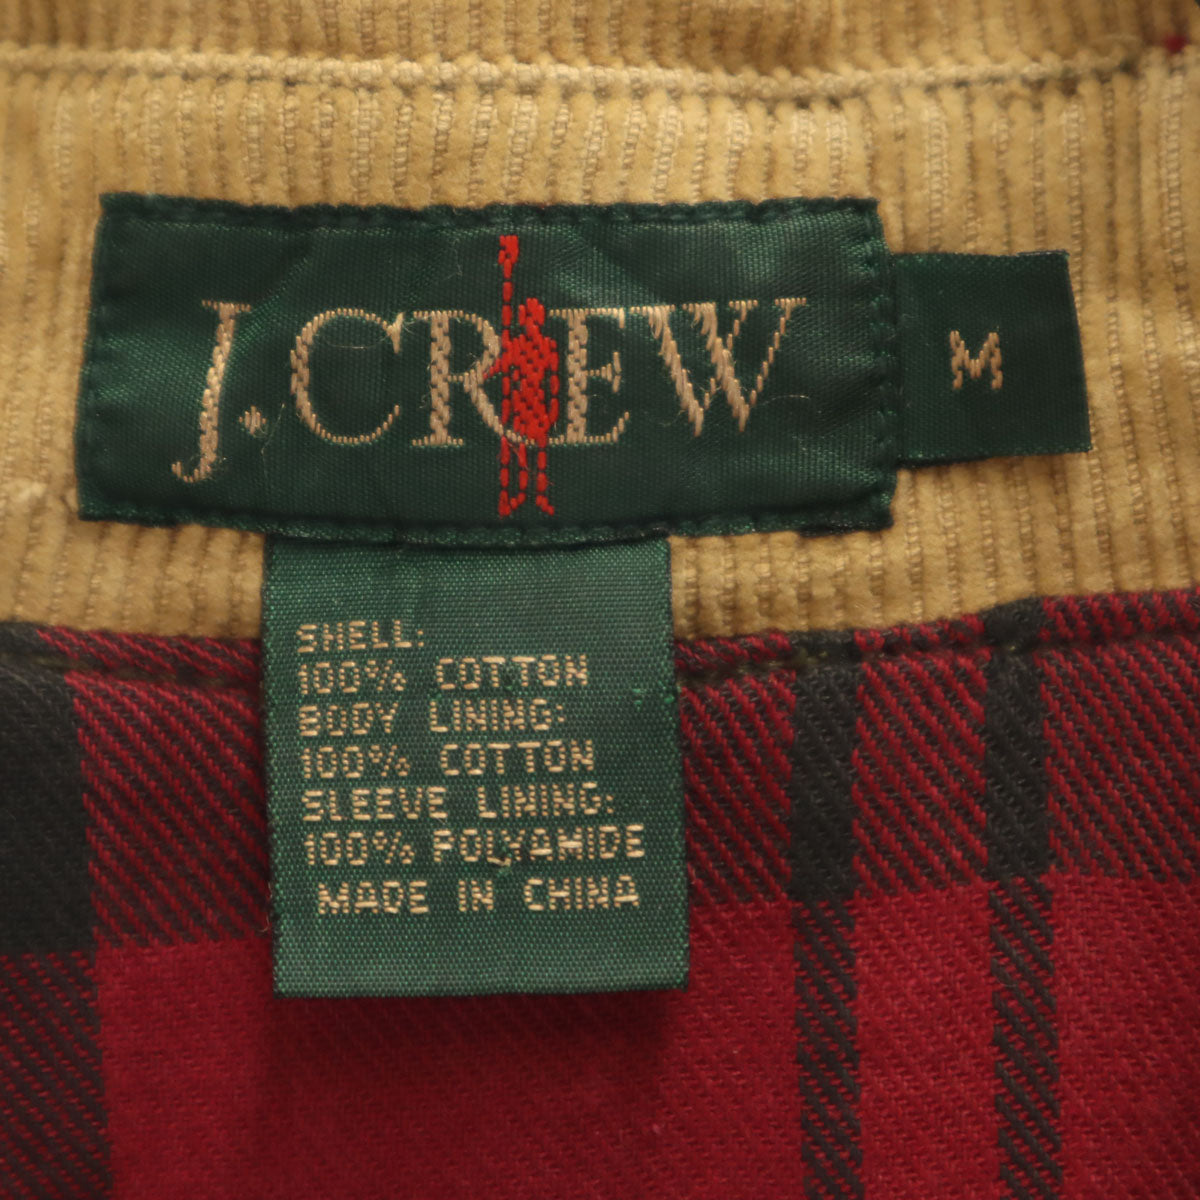 J.CREW
M
SHELL:
100% COTTON
BODY LINING:
100% COTTON
SLEEVE LINING:
100% POLYAMIDE
MADE IN CHINA